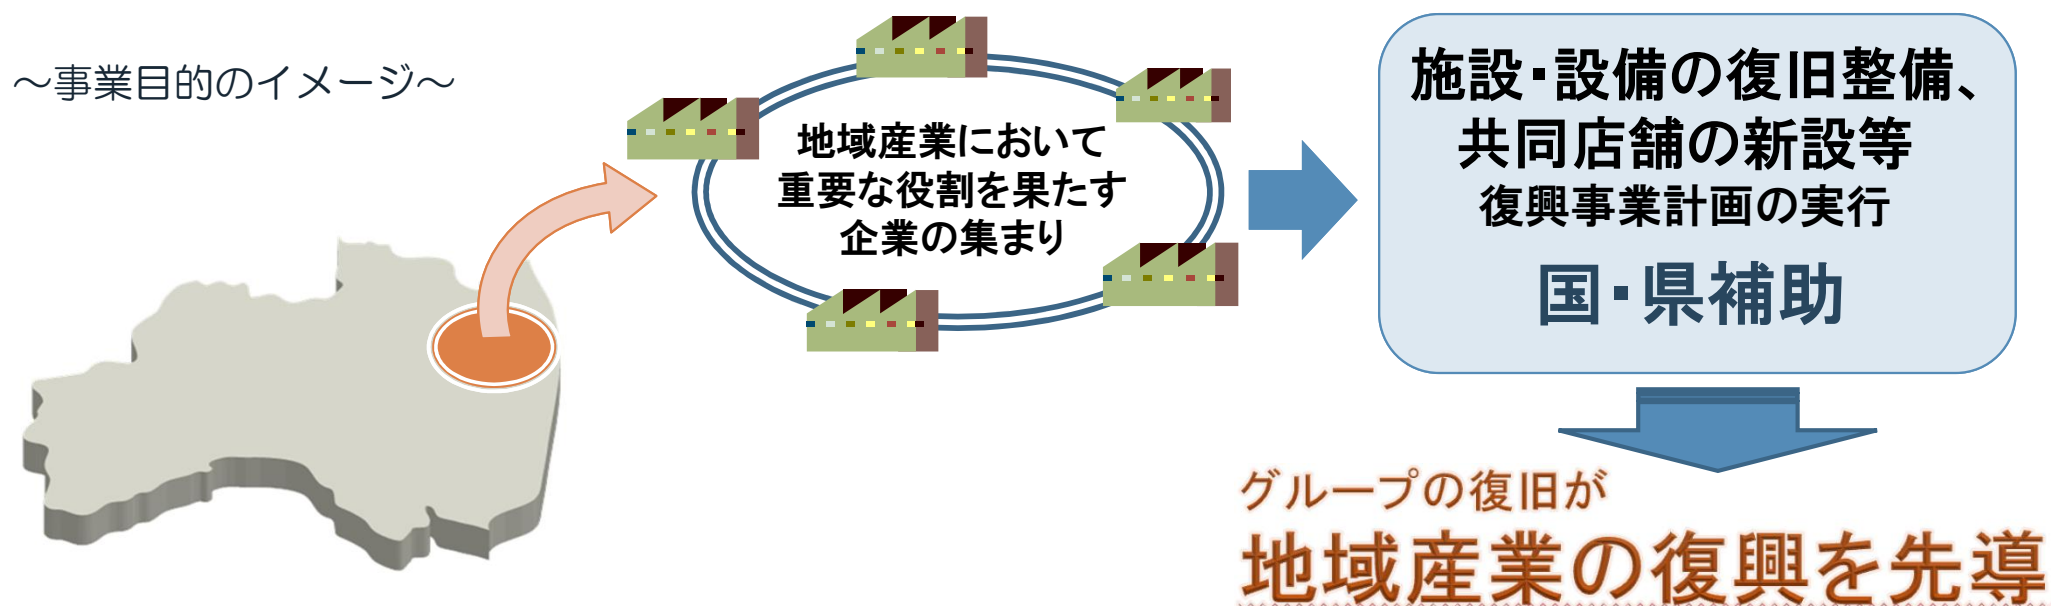 ～事業目的のイメージ～
地域産業において
重要な役割を果たす
企業の集まり
施設・設備の復旧整備、
共同店舗の新設等
復興事業計画の実行
国・県補助
グループの復旧が
地域産業の復興を先導